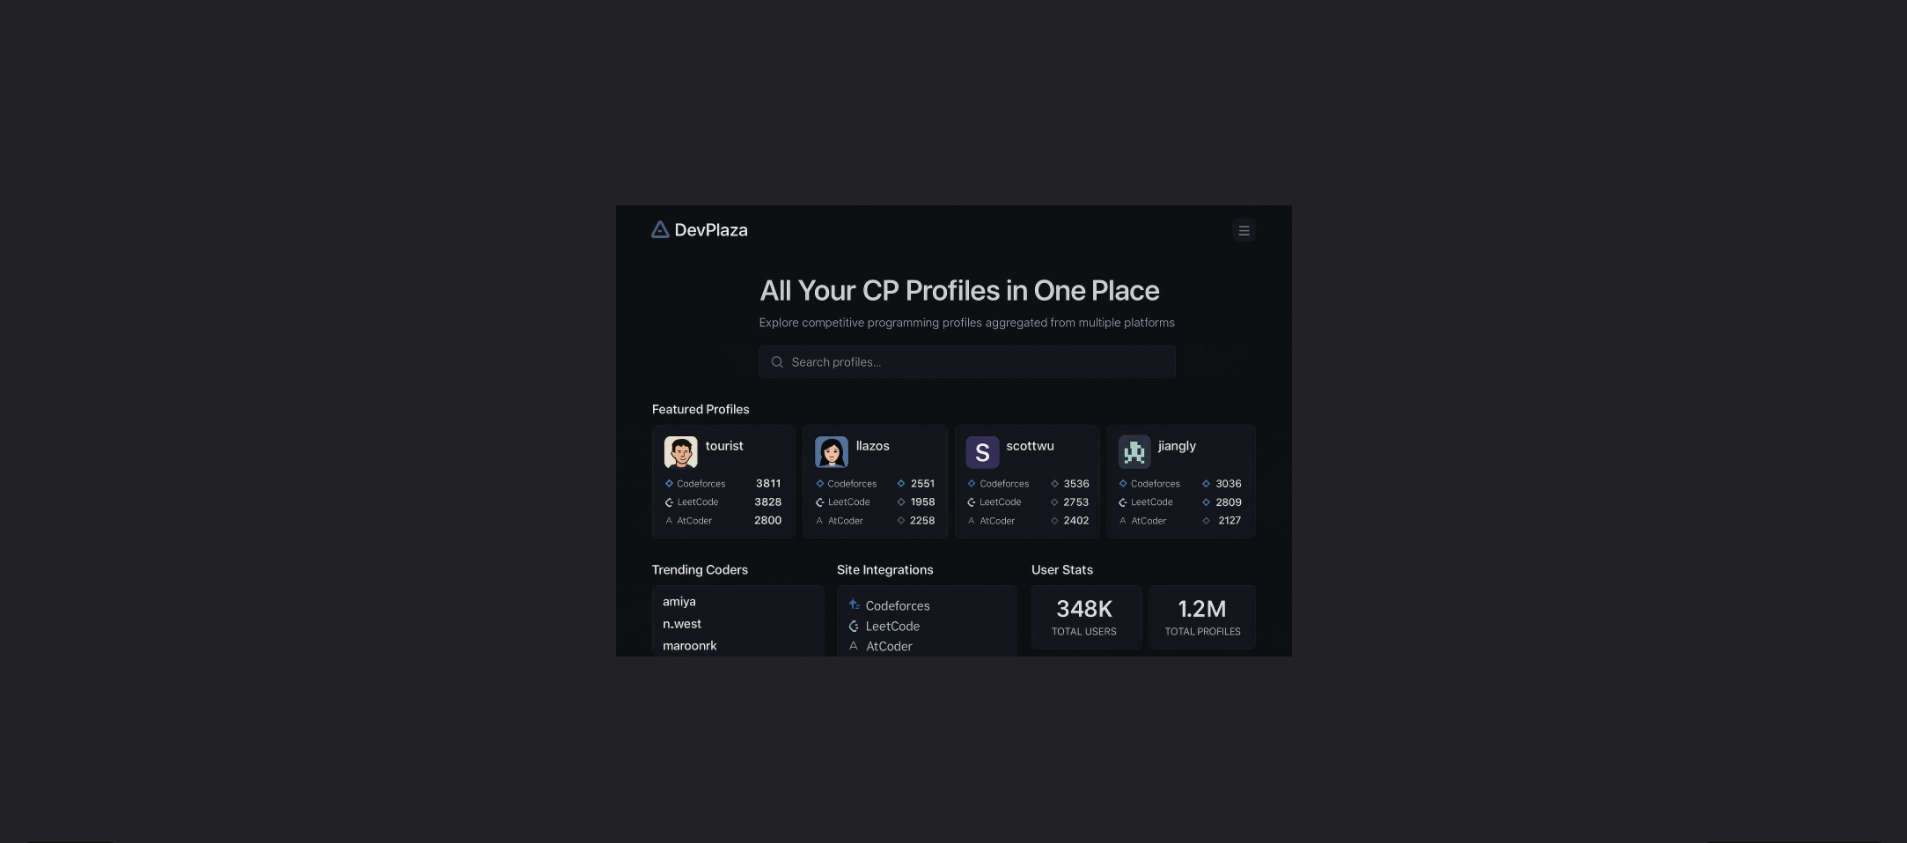 DevPlaza
All Your CP Profiles in One Place
Explore competitive programming profiles aggregated from multiple platforms
Search profiles...
Featured Profiles
tourist
Codeforces 3811
LeetCode 3828
AtCoder 2800
llazos
Codeforces 2551
LeetCode 1958
AtCoder 2258
S
scottwu
Codeforces 3536
LeetCode 2753
AtCoder 2402
jiangly
Codeforces 3036
LeetCode 2809
AtCoder 2127
Trending Coders
amiya
n_west
maroonrk
Site Integrations
Codeforces
LeetCode
AtCoder
User Stats
348K
TOTAL USERS
1.2M
TOTAL PROFILES